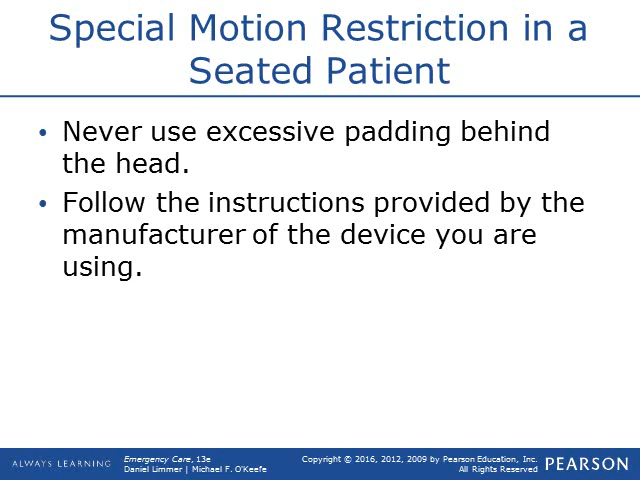 Special Motion Restriction in a
Seated Patient
• Never use excessive padding behind
the head.
• Follow the instructions provided by the
manufacturer of the device you are
using.
ALWAYS LEARNING
Emergency Care, 13e
Daniel Limmer | Michael F. O'Keefe
Copyright © 2016, 2012, 2009 by Pearson Education, Inc.
All Rights Reserved
PEARSON